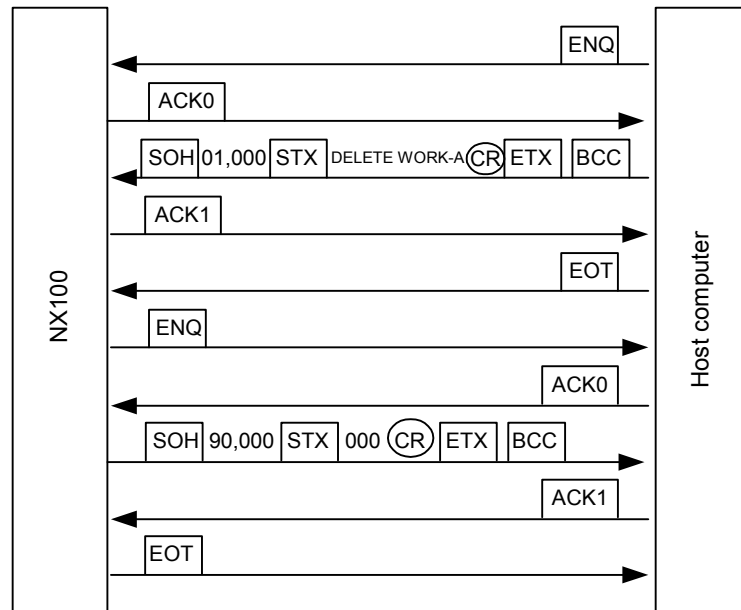 NX100
Host computer
ENQ
ACK0
SOH 01,000 STX DELETE WORK-A CR ETX BCC
ACK1
EOT
ENQ
ACK0
SOH 90,000 STX 000 CR ETX BCC
ACK1
EOT